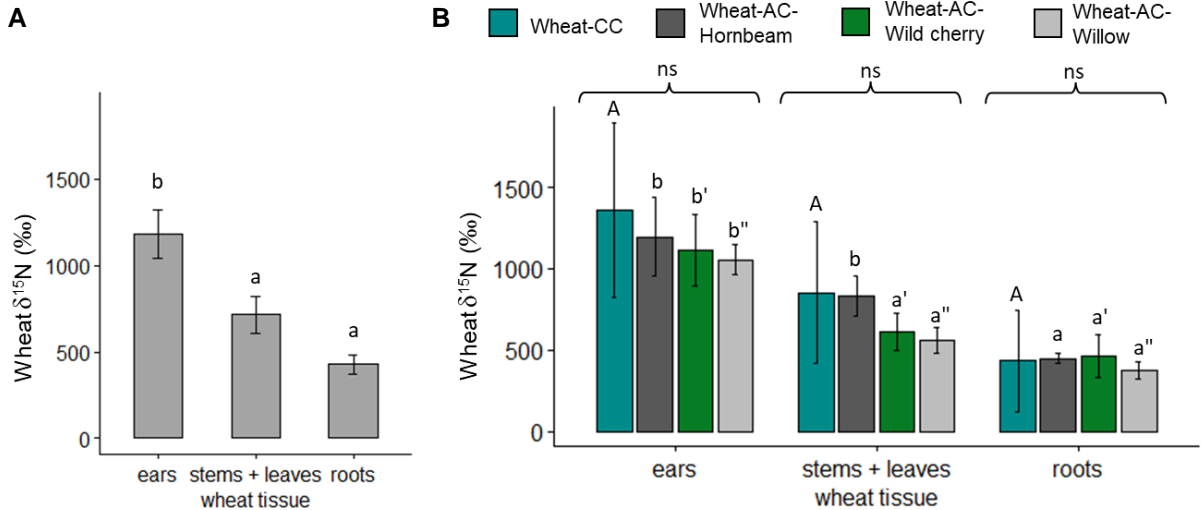 A
1500
1000
500
0
Wheat δ¹⁵N (‰)
b
a
a
ears stems + leaves roots
wheat tissue
B
Wheat-CC
Wheat-AC-
Hornbeam
Wheat-AC-
Wild cherry
Wheat-AC-
Willow
ns
ns
ns
1500
1000
500
0
Wheat δ¹⁵N (‰)
A
b
b'
b"
A
b
a'
a"
A
a
a'
a"
ears stems + leaves roots
wheat tissue